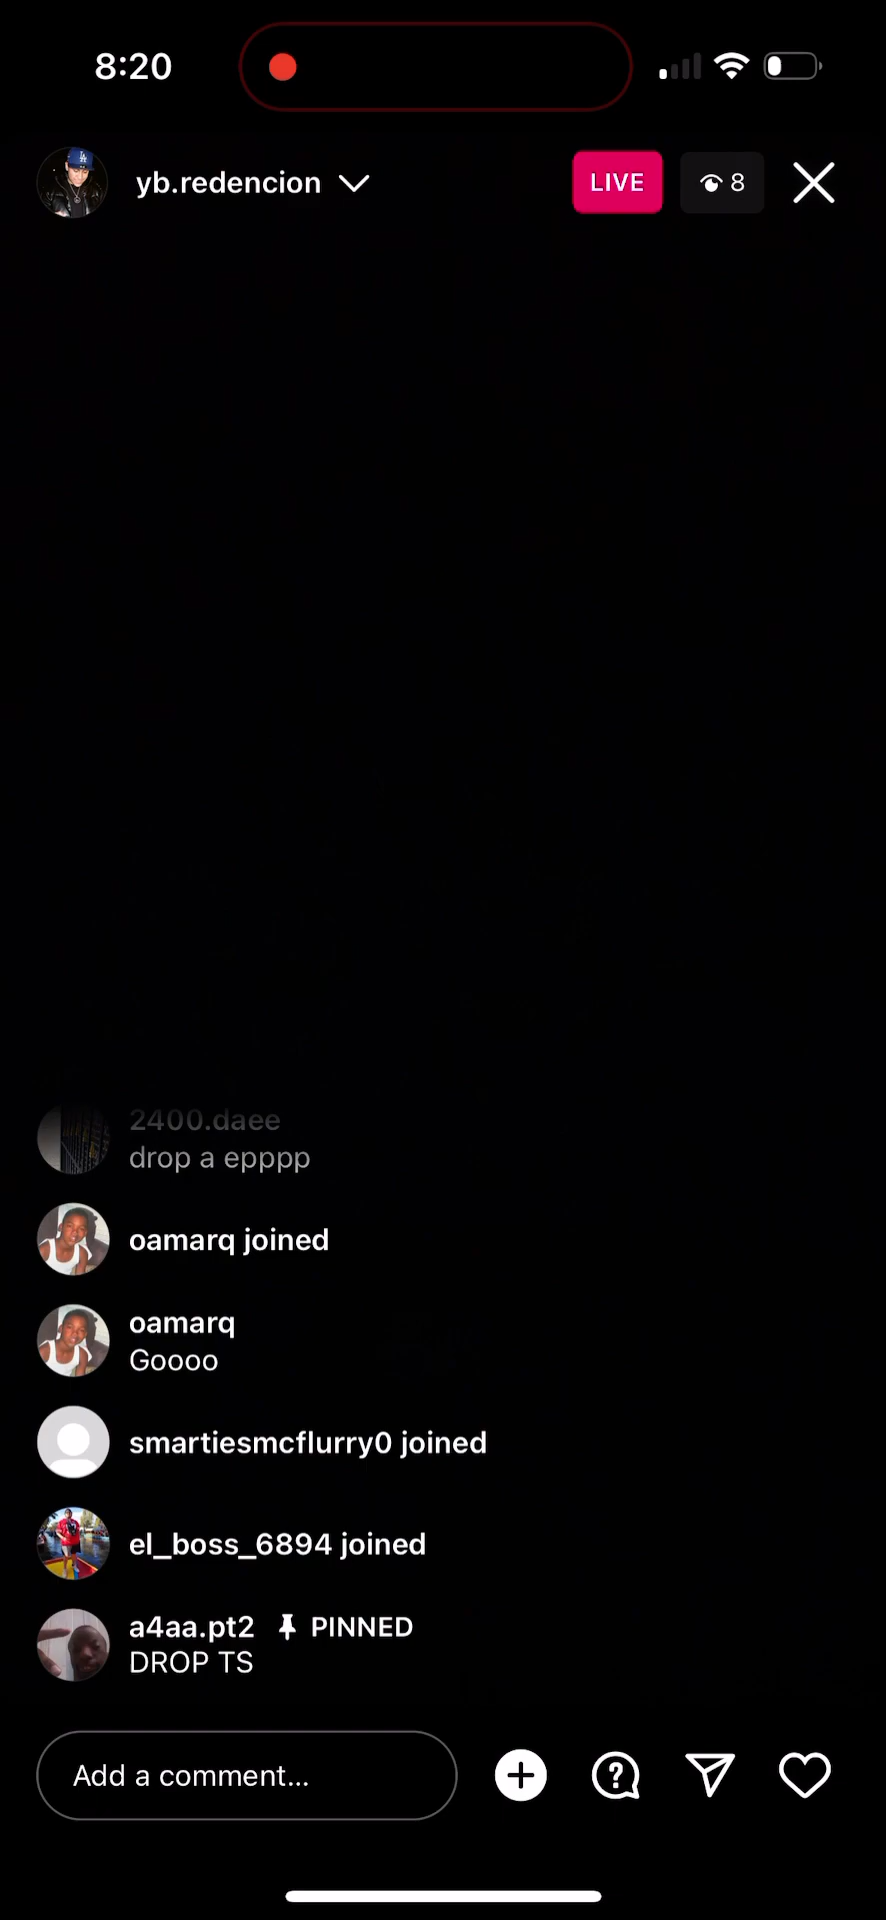 8:20
yb.redencion
LIVE
8
2400.daee
drop a epppp
oamarq joined
oamarq
Goooo
smartiesmcflurry0 joined
el_boss_6894 joined
a4aa.pt2 PINNED
DROP TS
Add a comment...